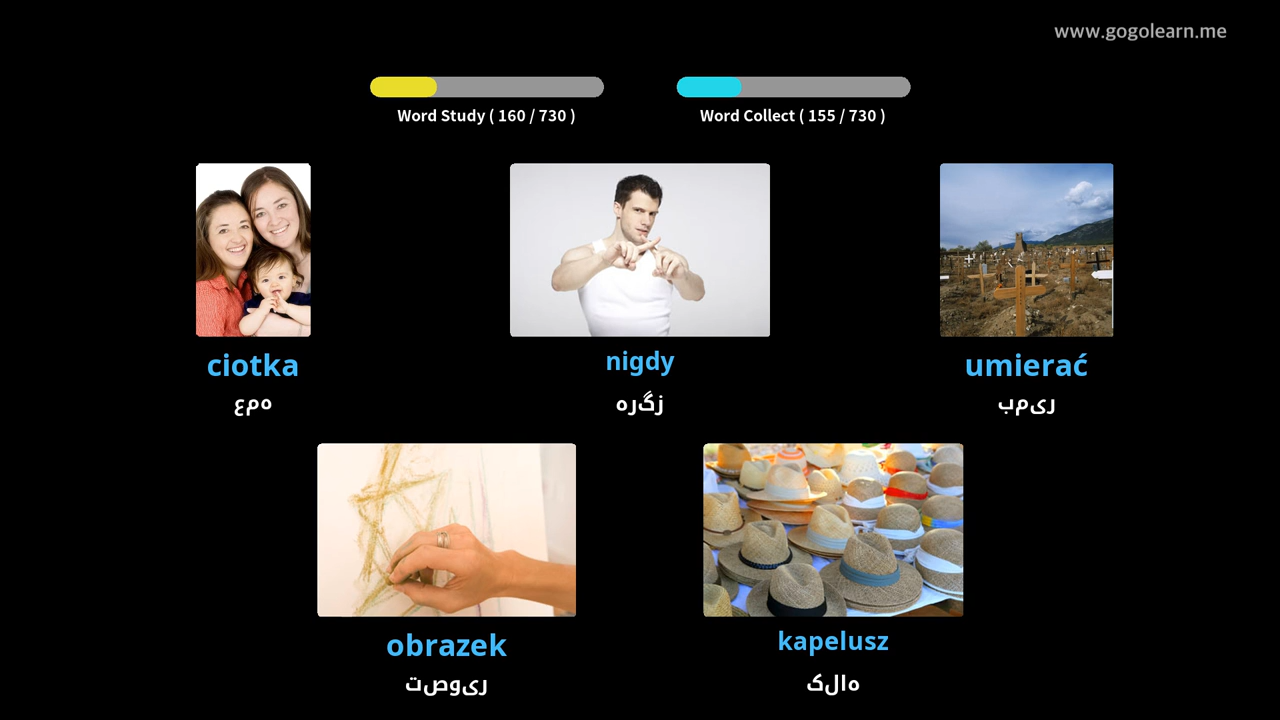 www.gogolearn.me
Word Study ( 160 / 730 )
Word Collect ( 155 / 730 )
ciotka
nigdy
umierać
همع
زگره
ریمب
obrazek
kapelusz
ریوصت
هالک